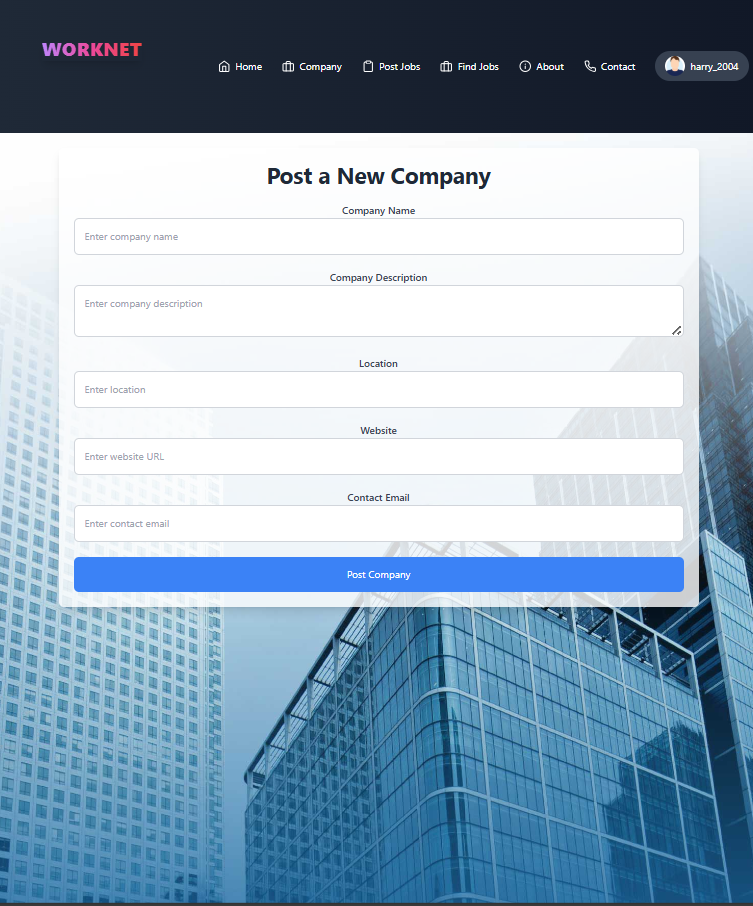 WORKNET
Home Company Post Jobs Find Jobs About Contact harry_2004
Post a New Company
Company Name
Enter company name
Company Description
Enter company description
Location
Enter location
Website
Enter website URL
Contact Email
Enter contact email
Post Company